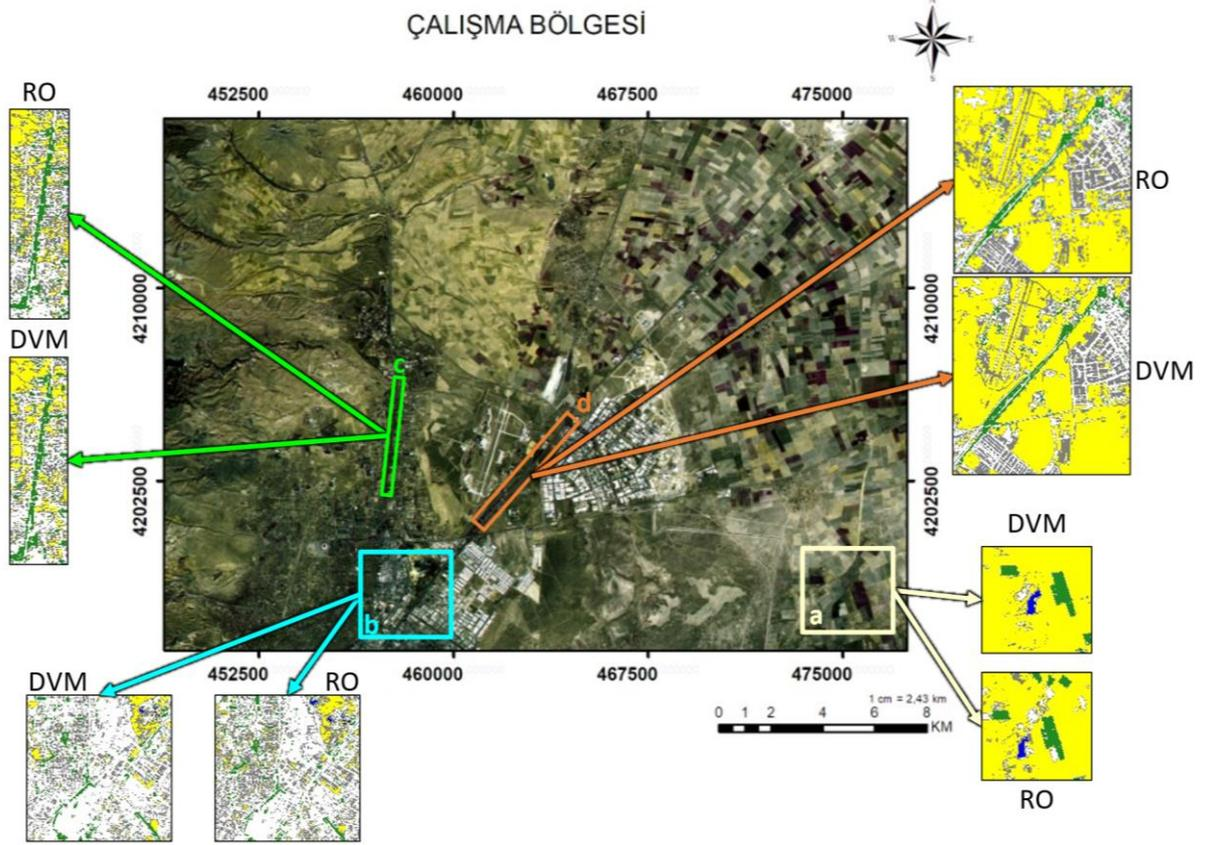 ÇALIŞMA BÖLGESİ
N
W
E
S
452500
460000
467500
475000
RO
DVM
RO
DVM
4210000
4202500
4210000
4202500
c
d
b
a
452500
460000
467500
475000
DVM
RO
DVM
RO
1 cm = 2,43 km
0 1 2 4 6 8
KM